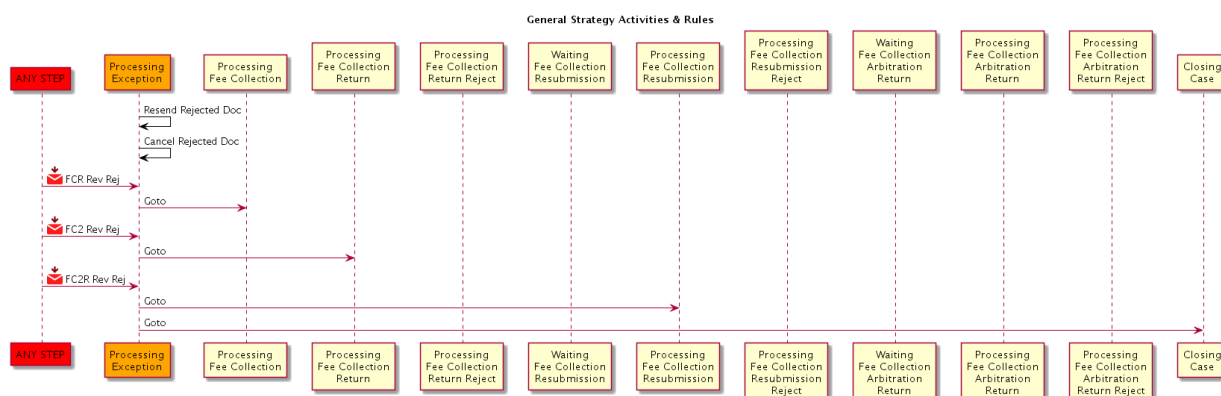 General Strategy Activities & Rules
ANY STEP
Processing
Exception
Processing
Fee Collection
Processing
Fee Collection
Return
Processing
Fee Collection
Return Reject
Waiting
Fee Collection
Resubmission
Processing
Fee Collection
Resubmission
Processing
Fee Collection
Resubmission
Reject
Waiting
Fee Collection
Arbitration
Return
Processing
Fee Collection
Arbitration
Return
Processing
Fee Collection
Arbitration
Return Reject
Closing
Case
Resend Rejected Doc
Cancel Rejected Doc
FCR Rev Rej
Goto
FC2 Rev Rej
Goto
FC2R Rev Rej
Goto
Goto
ANY STEP
Processing
Exception
Processing
Fee Collection
Processing
Fee Collection
Return
Processing
Fee Collection
Return Reject
Waiting
Fee Collection
Resubmission
Processing
Fee Collection
Resubmission
Processing
Fee Collection
Resubmission
Reject
Waiting
Fee Collection
Arbitration
Return
Processing
Fee Collection
Arbitration
Return
Processing
Fee Collection
Arbitration
Return Reject
Closing
Case